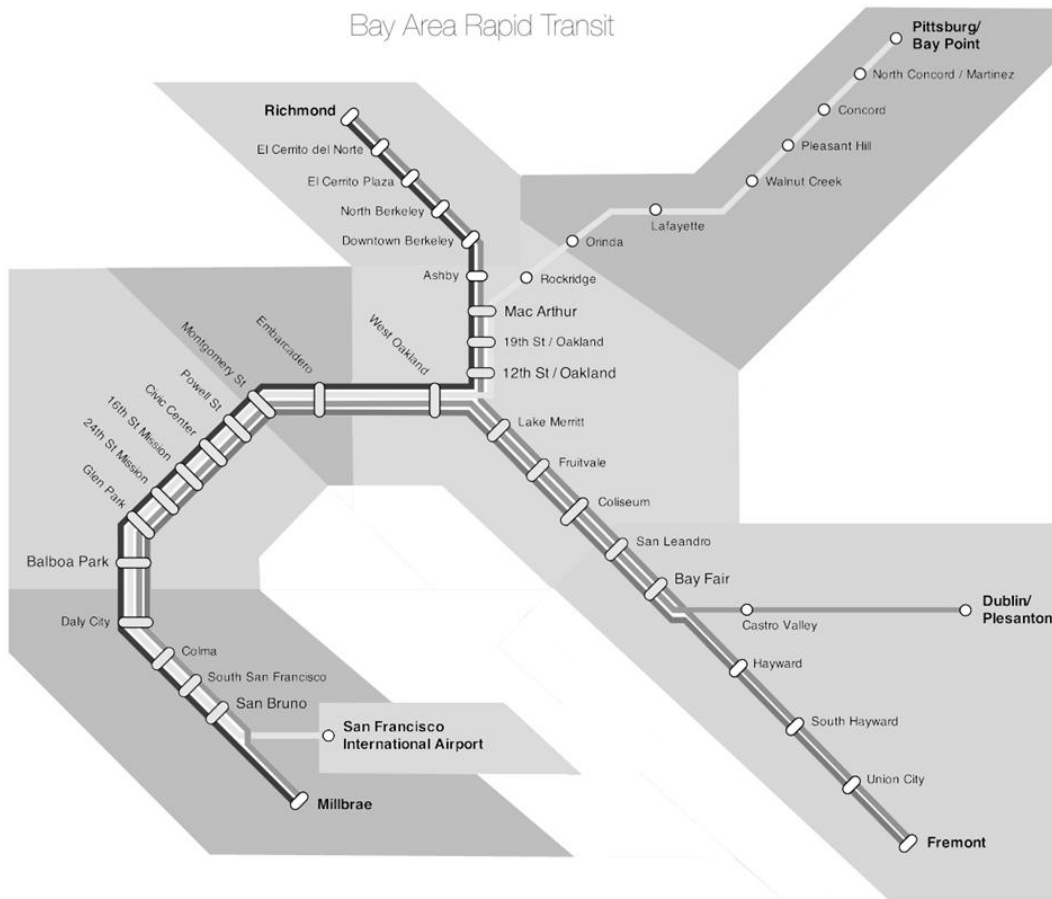 Bay Area Rapid Transit
Pittsburg/
Bay Point
North Concord / Martinez
Concord
Pleasant Hill
Walnut Creek
Lafayette
Orinda
Rockridge
Richmond
El Cerrito del Norte
El Cerrito Plaza
North Berkeley
Downtown Berkeley
Ashby
Mac Arthur
19th St / Oakland
12th St / Oakland
West Oakland
Embarcadero
Montgomery St
Powell St
Civic Center
16th St Mission
24th St Mission
Glen Park
Balboa Park
Daly City
Colma
South San Francisco
San Bruno
San Francisco
International Airport
Millbrae
Lake Merritt
Fruitvale
Coliseum
San Leandro
Bay Fair
Castro Valley
Dublin/
Plesanton
Hayward
South Hayward
Union City
Fremont